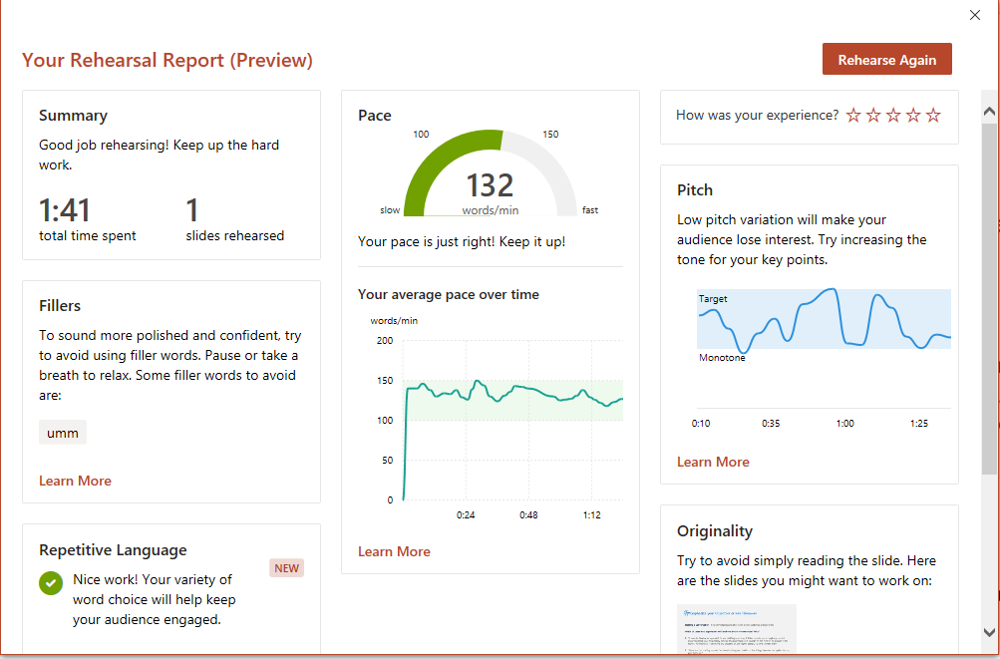 Your Rehearsal Report (Preview)
Rehearse Again
Summary
Good job rehearsing! Keep up the hard
work.
1:41
total time spent
1
slides rehearsed
Fillers
To sound more polished and confident, try
to avoid using filler words. Pause or take a
breath to relax. Some filler words to avoid
are:
umm
Learn More
Repetitive Language
NEW
Nice work! Your variety of
word choice will help keep
your audience engaged.
Pace
100
150
132
slow
words/min
fast
Your pace is just right! Keep it up!
Your average pace over time
words/min
200
150
100
50
0
0:24
0:48
1:12
Learn More
How was your experience?
Pitch
Low pitch variation will make your
audience lose interest. Try increasing the
tone for your key points.
Target
Monotone
0:10
0:35
1:00
1:25
Learn More
Originality
Try to avoid simply reading the slide. Here
are the slides you might want to work on: